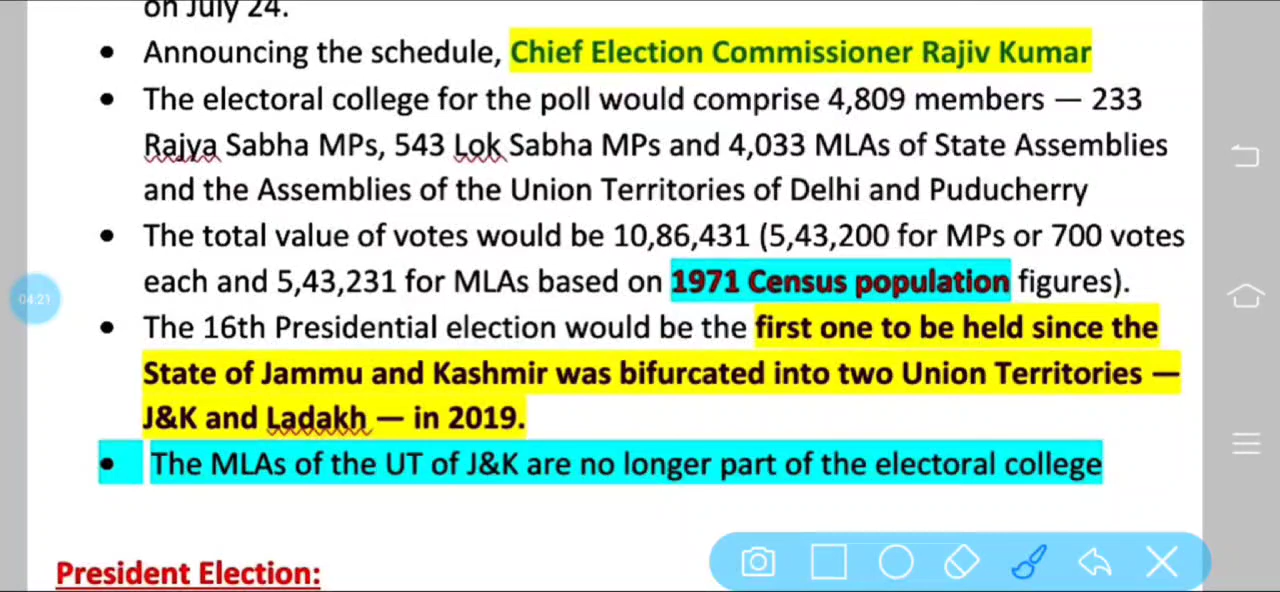 on July 24.
• Announcing the schedule, Chief Election Commissioner Rajiv Kumar
• The electoral college for the poll would comprise 4,809 members — 233
Rajya Sabha MPs, 543 Lok Sabha MPs and 4,033 MLAs of State Assemblies
and the Assemblies of the Union Territories of Delhi and Puducherry
• The total value of votes would be 10,86,431 (5,43,200 for MPs or 700 votes
each and 5,43,231 for MLAs based on 1971 Census population figures).
04:21
• The 16th Presidential election would be the first one to be held since the
State of Jammu and Kashmir was bifurcated into two Union Territories —
J&K and Ladakh — in 2019.
• The MLAs of the UT of J&K are no longer part of the electoral college
President Election: